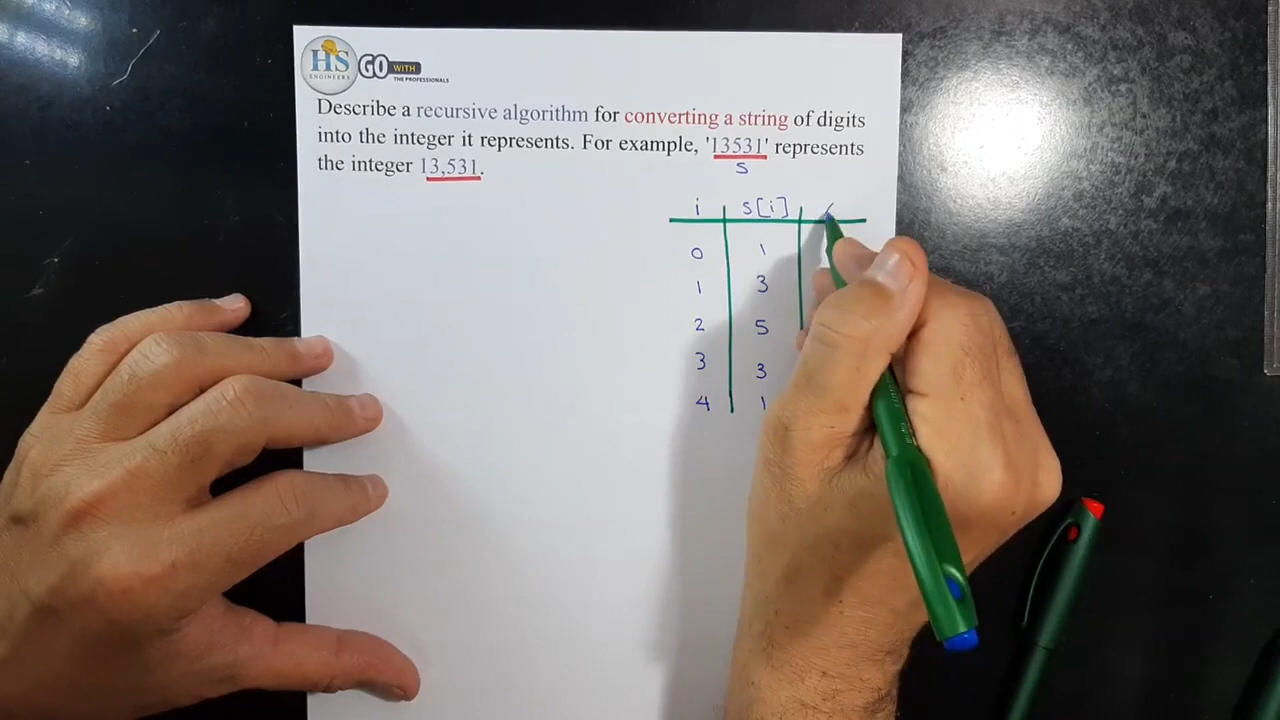 HS
ENGINEERS
GO WITH
THE PROFESSIONALS
Describe a recursive algorithm for converting a string of digits
into the integer it represents. For example, '13531' represents
the integer 13,531.
s
i s[i]
0 1
1 3
2 5
3 3
4 1